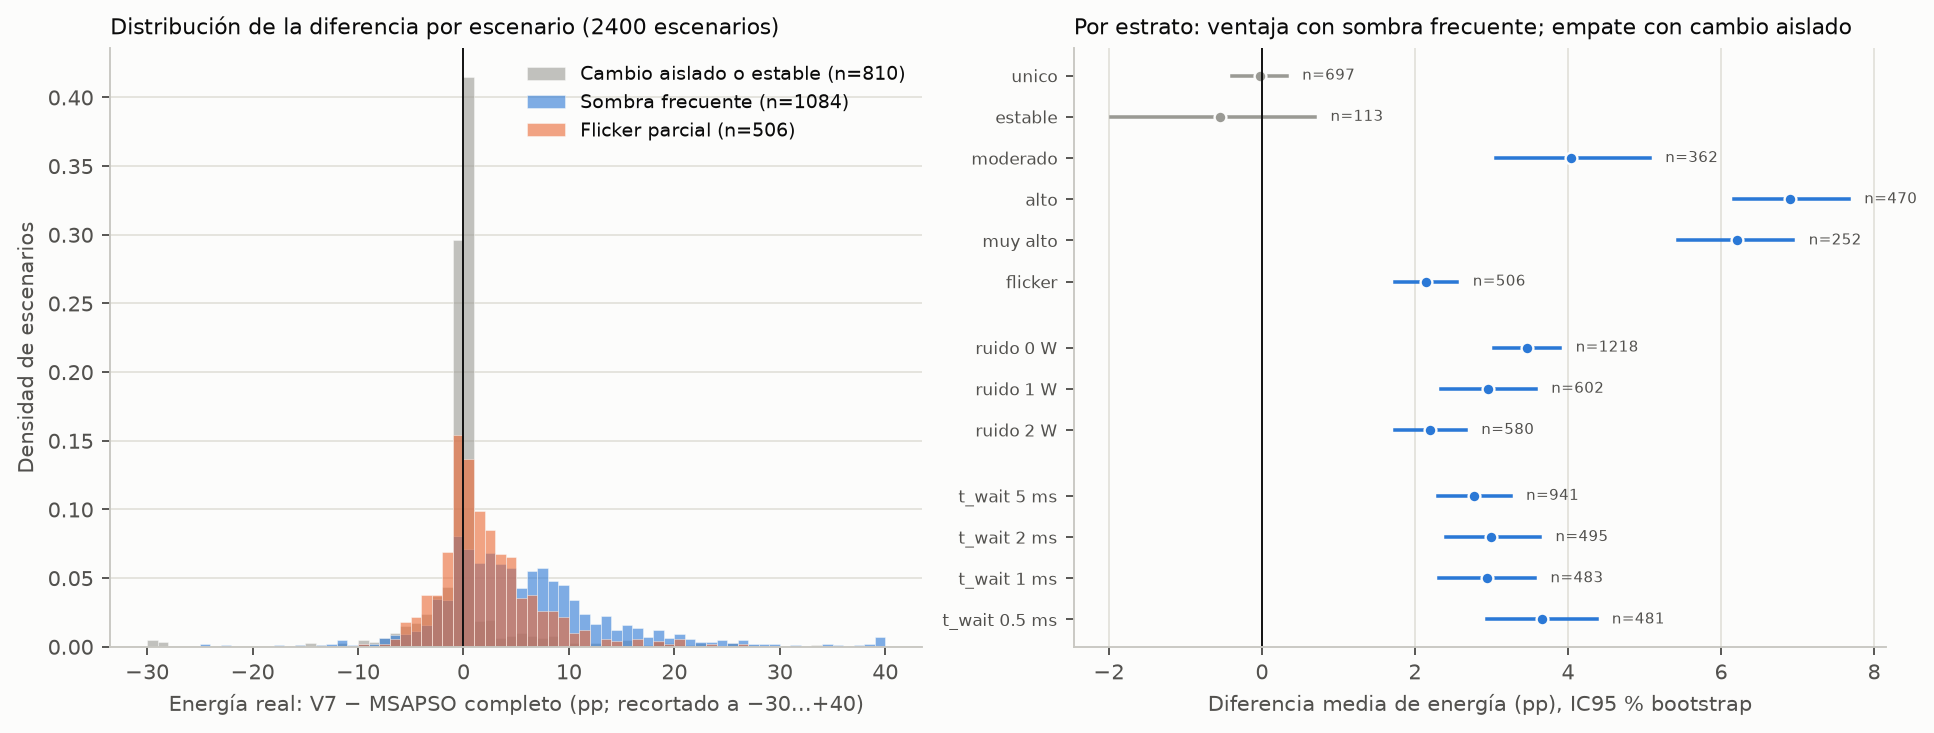 Distribución de la diferencia por escenario (2400 escenarios)
Cambio aislado o estable (n=810)
Sombra frecuente (n=1084)
Flicker parcial (n=506)
Densidad de escenarios
0.40
0.35
0.30
0.25
0.20
0.15
0.10
0.05
0.00
−30
−20
−10
0
10
20
30
40
Energía real: V7 − MSAPSO completo (pp; recortado a −30…+40)
Por estrato: ventaja con sombra frecuente; empate con cambio aislado
unico
n=697
estable
n=113
moderado
n=362
alto
n=470
muy alto
n=252
flicker
n=506
ruido 0 W
n=1218
ruido 1 W
n=602
ruido 2 W
n=580
t_wait 5 ms
n=941
t_wait 2 ms
n=495
t_wait 1 ms
n=483
t_wait 0.5 ms
n=481
−2
0
2
4
6
8
Diferencia media de energía (pp), IC95 % bootstrap